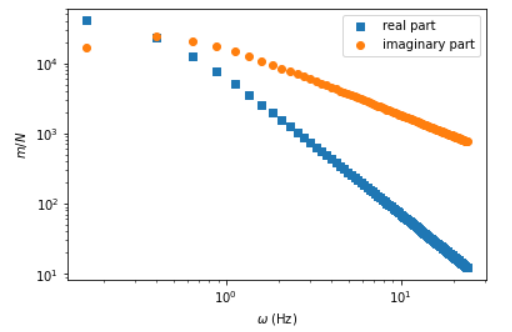 real part
imaginary part
10⁴
10³
10²
10¹
m/N
10⁰
10¹
ω (Hz)